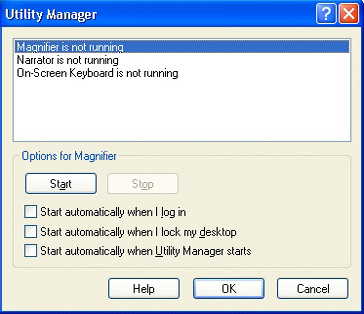 Utility Manager
Magnifier is not running
Narrator is not running
On-Screen Keyboard is not running
Options for Magnifier
Start Stop
Start automatically when I log in
Start automatically when I lock my desktop
Start automatically when Utility Manager starts
Help OK Cancel